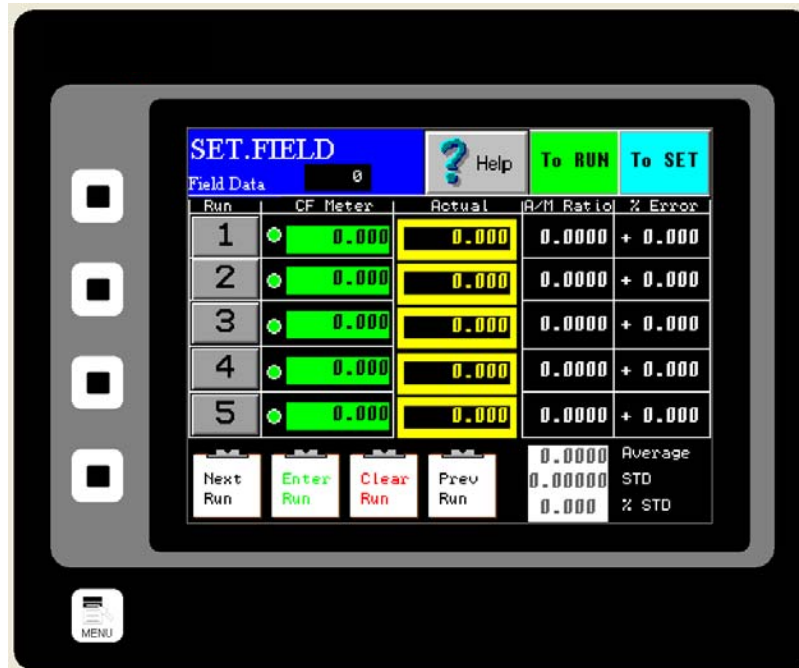 SET.FIELD
Field Data 0
Help
To RUN
To SET
Run CF Meter Actual A/M Ratio % Error
1 0.000 0.000 0.0000 + 0.000
2 0.000 0.000 0.0000 + 0.000
3 0.000 0.000 0.0000 + 0.000
4 0.000 0.000 0.0000 + 0.000
5 0.000 0.000 0.0000 + 0.000
Next
Run
Enter
Run
Clear
Run
Prev
Run
0.0000 Average
0.00000 STD
0.000 % STD
MENU